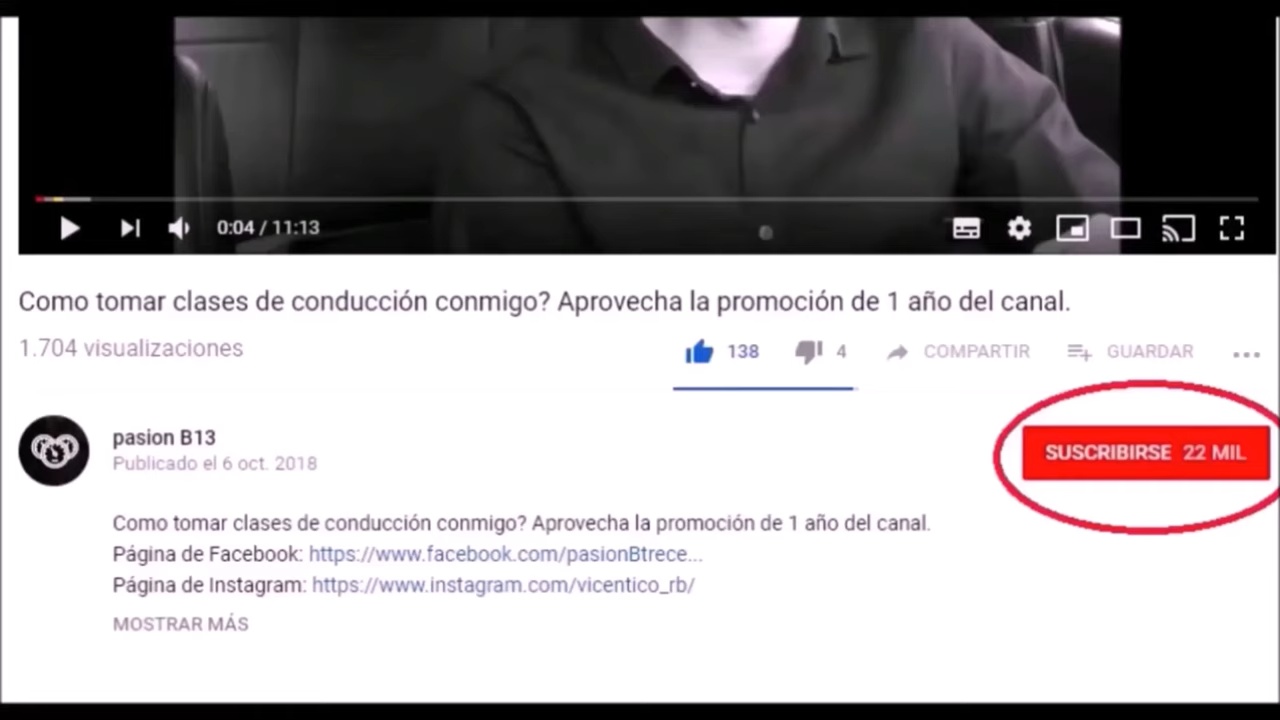 0:04 / 11:13
Como tomar clases de conducción conmigo? Aprovecha la promoción de 1 año del canal.
1.704 visualizaciones
138
4
COMPARTIR
GUARDAR
pasion B13
Publicado el 6 oct. 2018
SUSCRIBIRSE 22 MIL
Como tomar clases de conducción conmigo? Aprovecha la promoción de 1 año del canal.
Página de Facebook: https://www.facebook.com/pasionBtrece...
Página de Instagram: https://www.instagram.com/vicentico_rb/
MOSTRAR MÁS